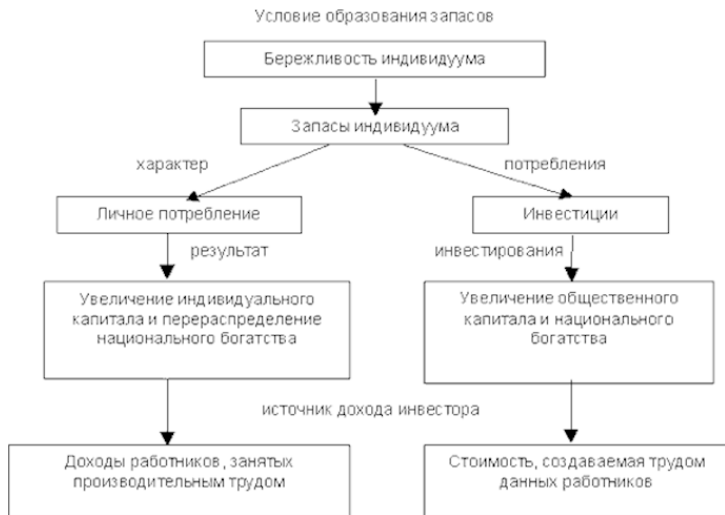 Условие образования запасов
Бережливость индивидуума
Запасы индивидуума
характер
потребления
Личное потребление
Инвестиции
результат
инвестирования
Увеличение индивидуального
капитала и перераспределение
национального богатства
Увеличение общественного
капитала и национального
богатства
источник дохода инвестора
Доходы работников, занятых
производительным трудом
Стоимость, создаваемая трудом
данных работников